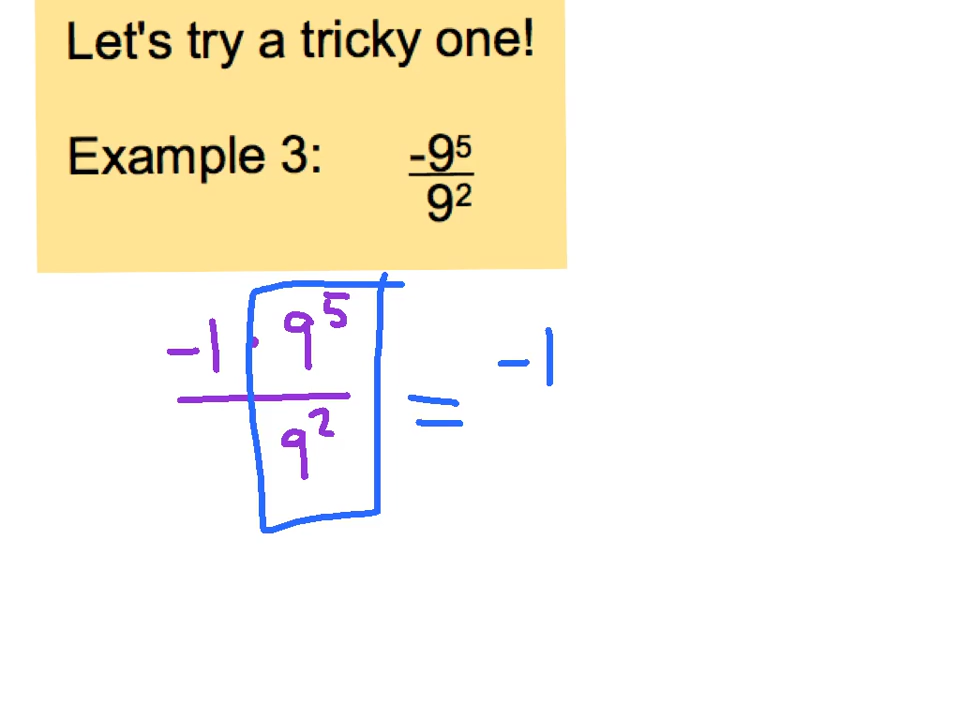 Let's try a tricky one!
Example 3: -9⁵
9²
-1 · 9⁵
9²
= -1